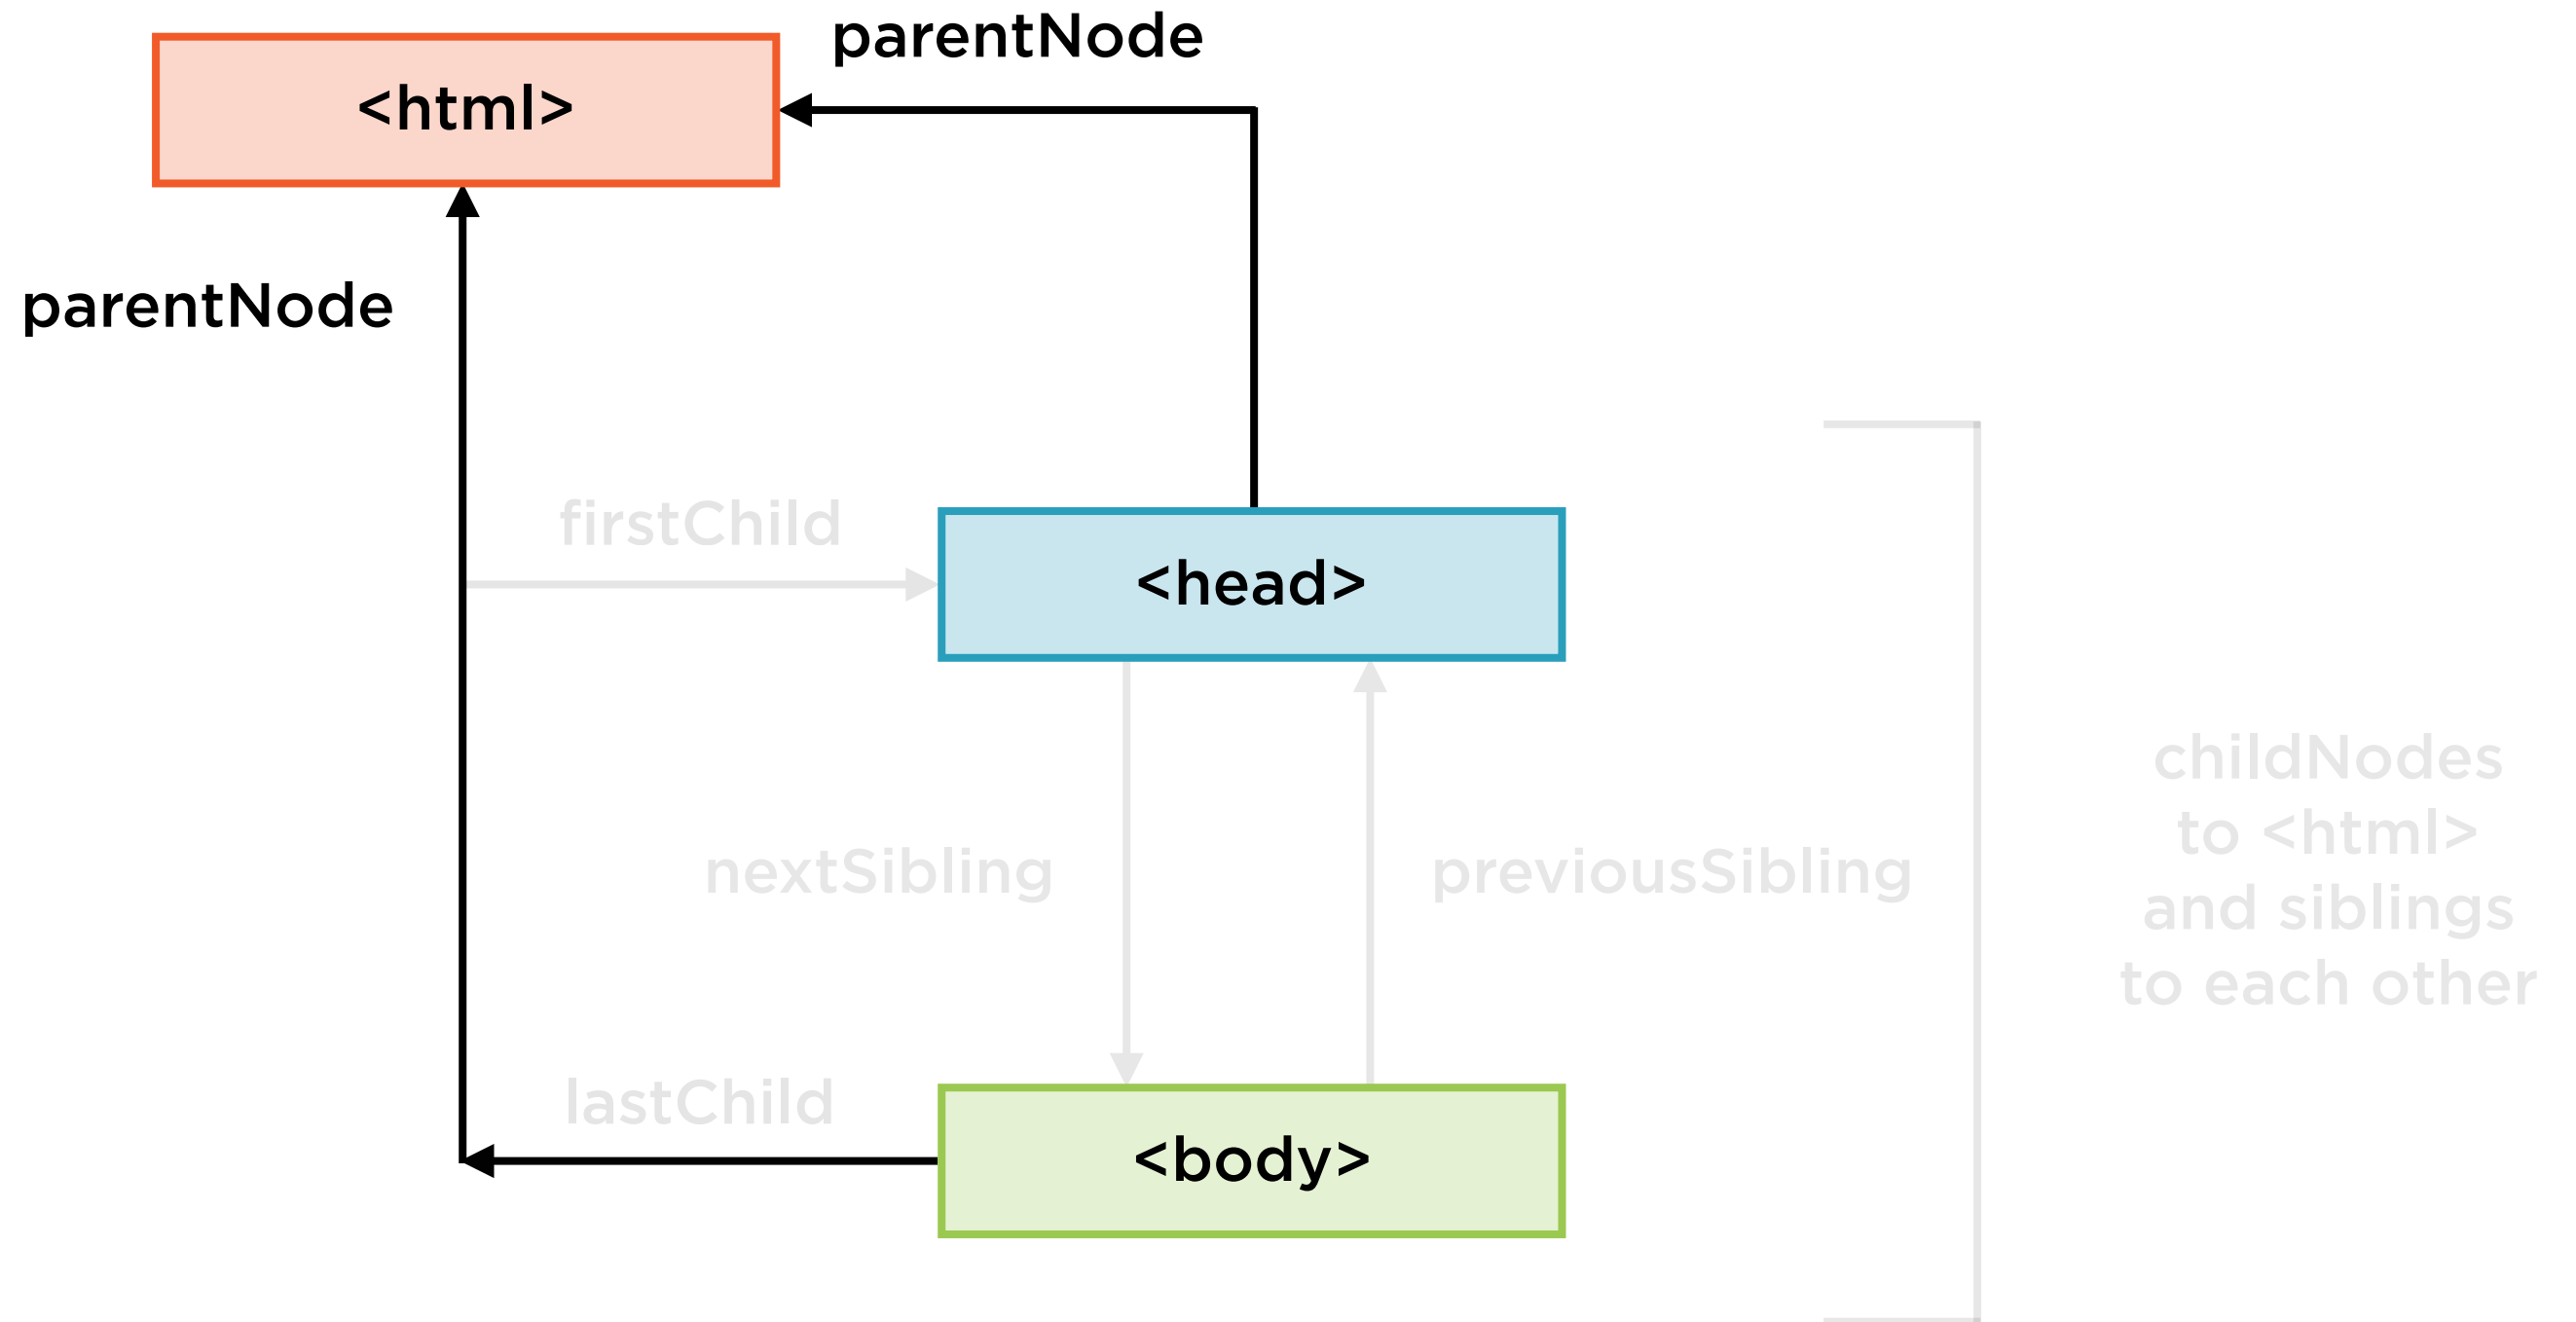 parentNode
<html>
parentNode
firstChild
<head>
nextSibling
previousSibling
childNodes
to <html>
and siblings
to each other
lastChild
<body>